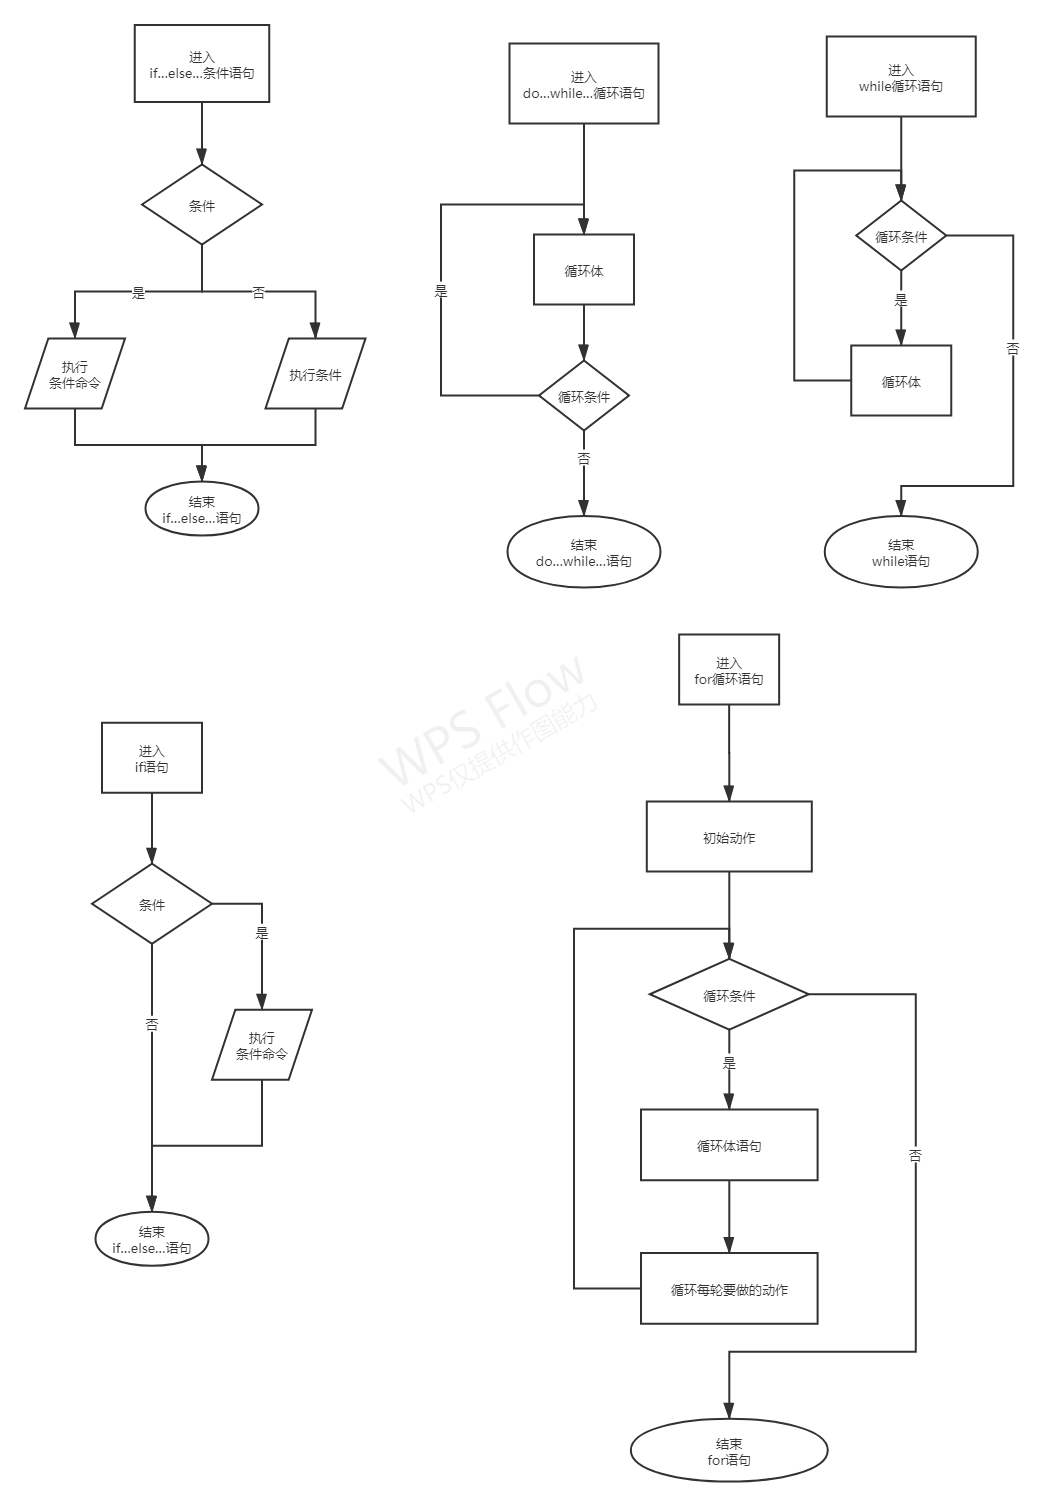 进入
if...else...条件语句
条件
是
否
执行
条件命令
执行条件
结束
if...else...语句
进入
do...while...循环语句
循环体
是
循环条件
否
结束
do...while...语句
进入
while循环语句
循环条件
是
否
循环体
结束
while语句
进入
if语句
条件
是
否
执行
条件命令
结束
if...else...语句
WPS Flow
WPS仅提供作图能力
进入
for循环语句
初始动作
循环条件
是
循环体语句
否
循环每轮要做的动作
结束
for语句